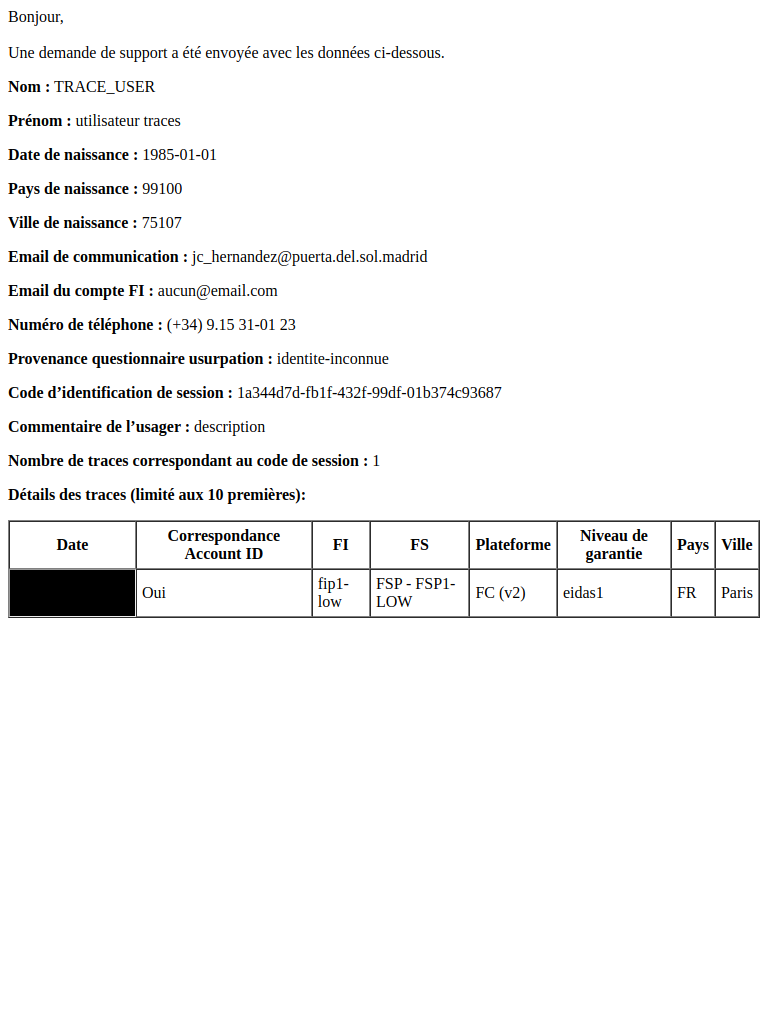 Bonjour,
Une demande de support a été envoyée avec les données ci-dessous.
Nom : TRACE_USER
Prénom : utilisateur traces
Date de naissance : 1985-01-01
Pays de naissance : 99100
Ville de naissance : 75107
Email de communication : jc_hernandez@puerta.del.sol.madrid
Email du compte FI : aucun@email.com
Numéro de téléphone : (+34) 9.15 31-01 23
Provenance questionnaire usurpation : identite-inconnue
Code d’identification de session : 1a344d7d-fb1f-432f-99df-01b374c93687
Commentaire de l’usager : description
Nombre de traces correspondant au code de session : 1
Détails des traces (limité aux 10 premières):
Date Correspondance Account ID FI FS Plateforme Niveau de garantie Pays Ville
Oui fip1-low FSP - FSP1-LOW FC (v2) eidas1 FR Paris